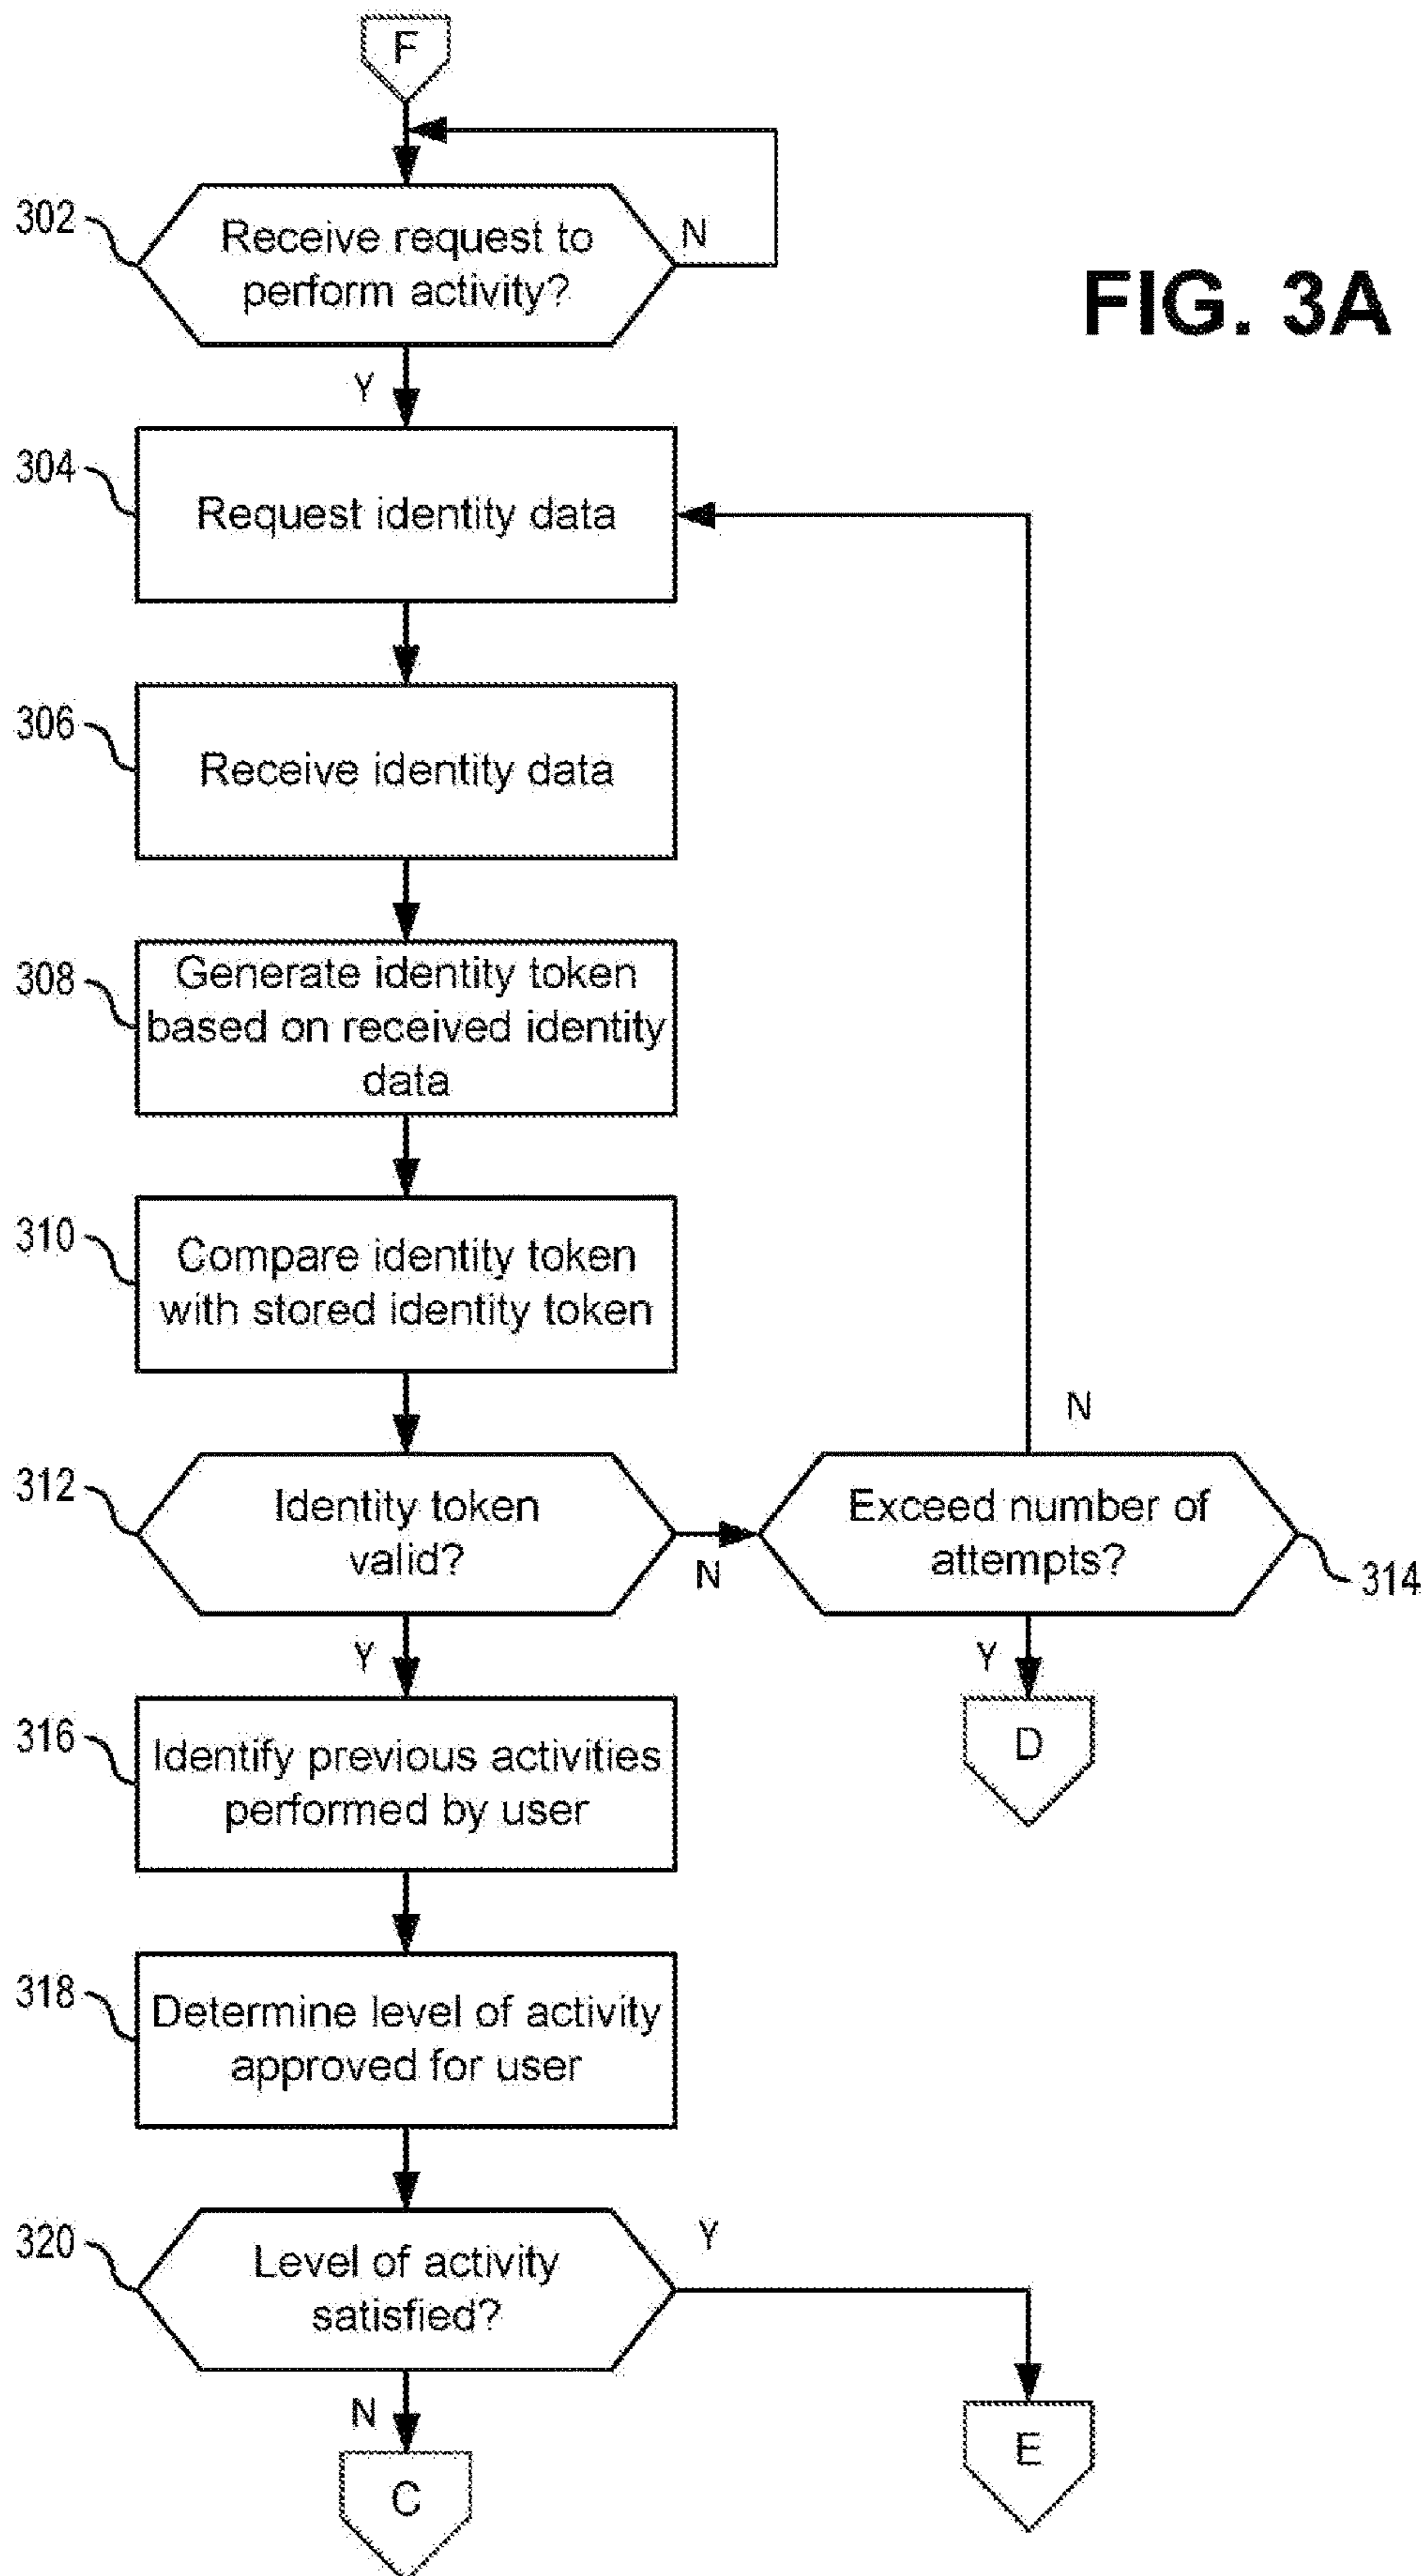 F
302
Receive request to
perform activity?
N
FIG. 3A
Y
304
Request identity data
306
Receive identity data
308
Generate identity token
based on received identity
data
310
Compare identity token
with stored identity token
N
312
Identity token
valid?
N
Exceed number of
attempts?
314
Y
Y
316
Identify previous activities
performed by user
D
318
Determine level of activity
approved for user
320
Level of activity
satisfied?
Y
N
C
E